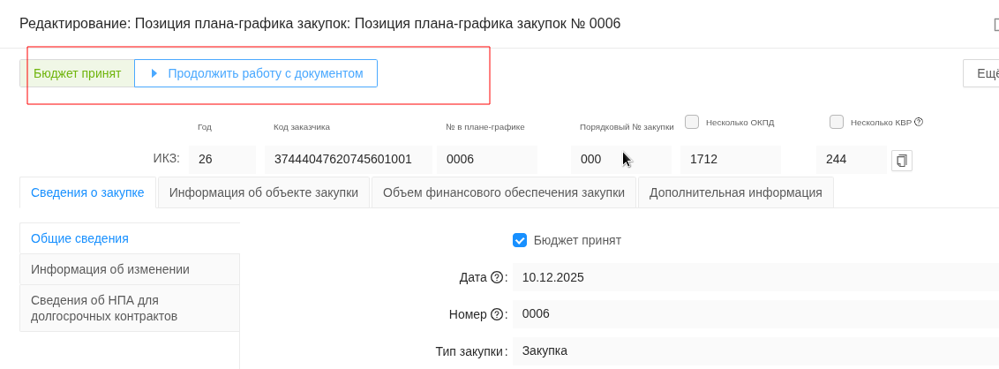 Редактирование: Позиция плана-графика закупок: Позиция плана-графика закупок № 0006
Бюджет принят Продолжить работу с документом Ещё
Год Код заказчика № в плане-графике Порядковый № закупки Несколько ОКПД Несколько КВР
ИКЗ: 26 37444047620745601001 0006 000 1712 244
Сведения о закупке Информация об объекте закупки Объем финансового обеспечения закупки Дополнительная информация
Общие сведения
Информация об изменении
Сведения об НПА для
долгосрочных контрактов
Бюджет принят
Дата : 10.12.2025
Номер : 0006
Тип закупки : Закупка